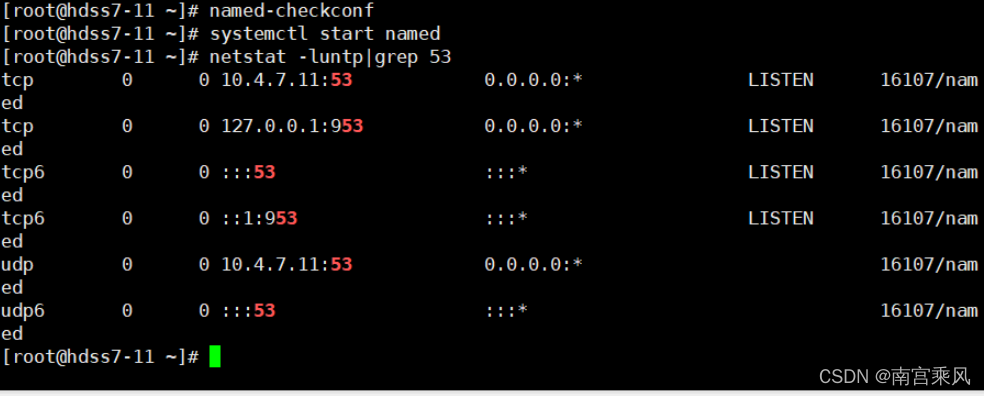 [root@hdss7-11 ~]# named-checkconf
[root@hdss7-11 ~]# systemctl start named
[root@hdss7-11 ~]# netstat -luntp|grep 53
tcp        0      0 10.4.7.11:53            0.0.0.0:*               LISTEN      16107/nam
ed
tcp        0      0 127.0.0.1:953           0.0.0.0:*               LISTEN      16107/nam
ed
tcp6       0      0 :::53                   :::*                    LISTEN      16107/nam
ed
tcp6       0      0 ::1:953                 :::*                    LISTEN      16107/nam
ed
udp        0      0 10.4.7.11:53            0.0.0.0:*                           16107/nam
ed
udp6       0      0 :::53                   :::*                                16107/nam
ed
[root@hdss7-11 ~]#
CSDN @南宫乘风